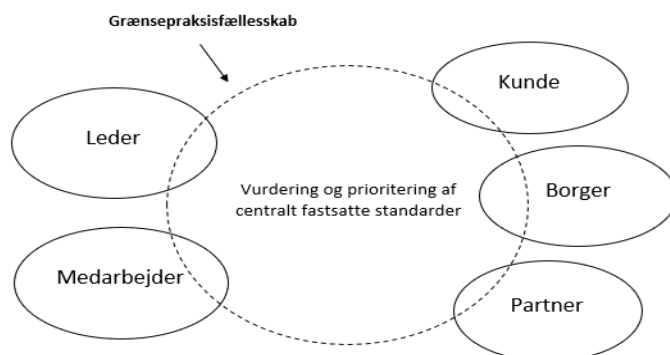 Grænsepraksisfællesskab
Kunde
Leder
Vurdering og prioritering af
centralt fastsatte standarder
Borger
Medarbejder
Partner